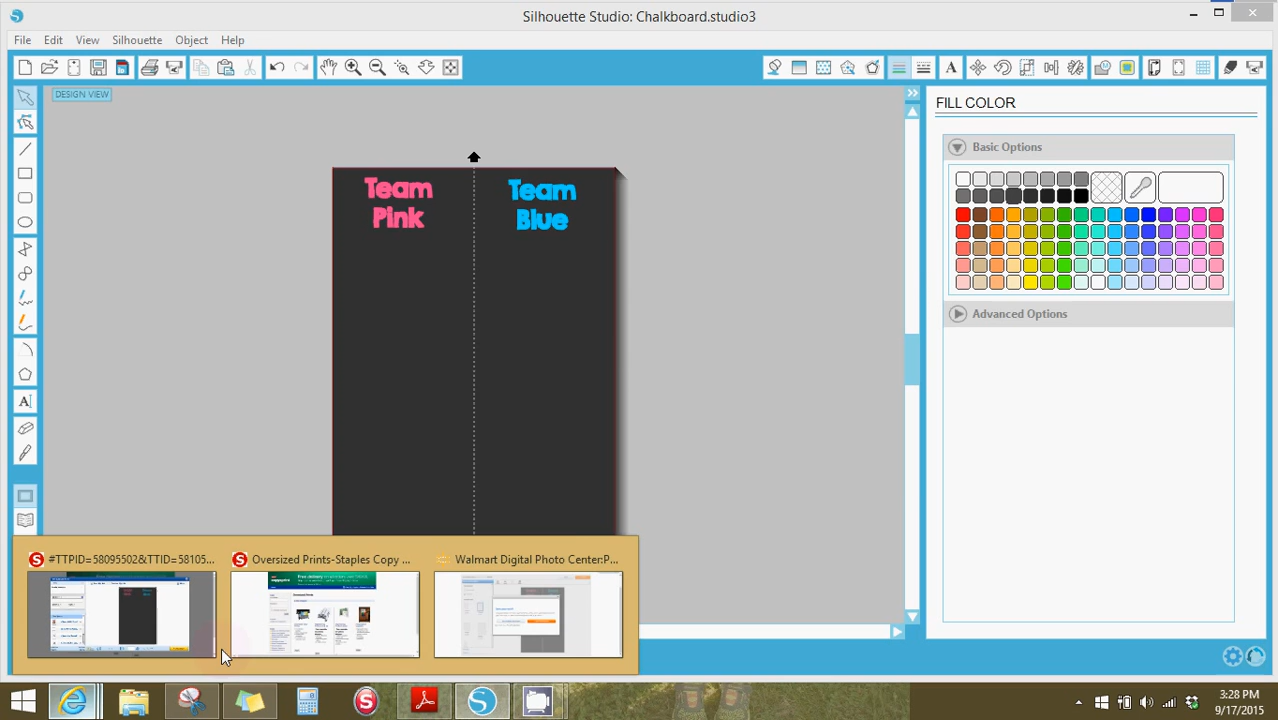 Silhouette Studio: Chalkboard.studio3
File Edit View Silhouette Object Help
DESIGN VIEW
FILL COLOR
Basic Options
Advanced Options
Team
Pink
Team
Blue
#TTPID=58095502&TTID=58105...
Oversized Prints-Staples Copy ...
Walmart Digital Photo Center:P...
3:28 PM
9/17/2015